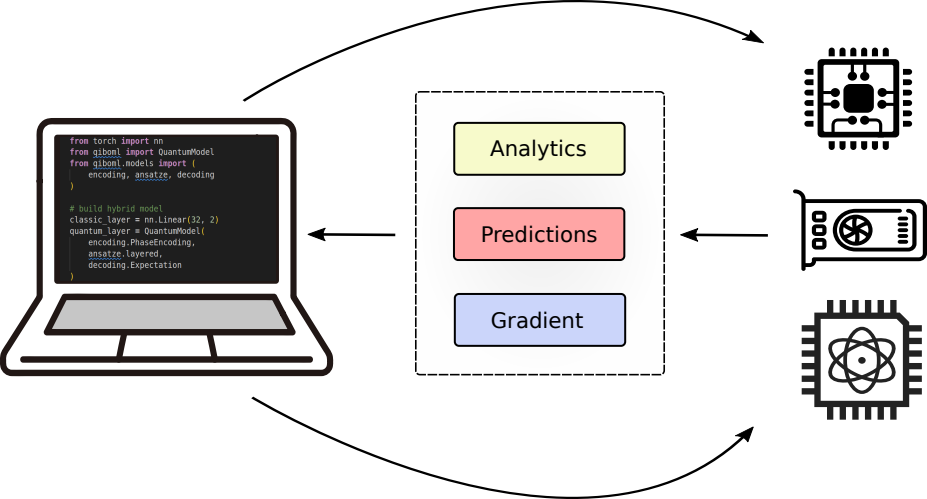 from torch import nn
from qiboml import QuantumModel
from qiboml.models import (
    encoding, ansatze, decoding
)
# build hybrid model
classic_layer = nn.Linear(32, 2)
quantum_layer = QuantumModel(
    encoding.PhaseEncoding,
    ansatze.layered,
    decoding.Expectation
)
Analytics
Predictions
Gradient